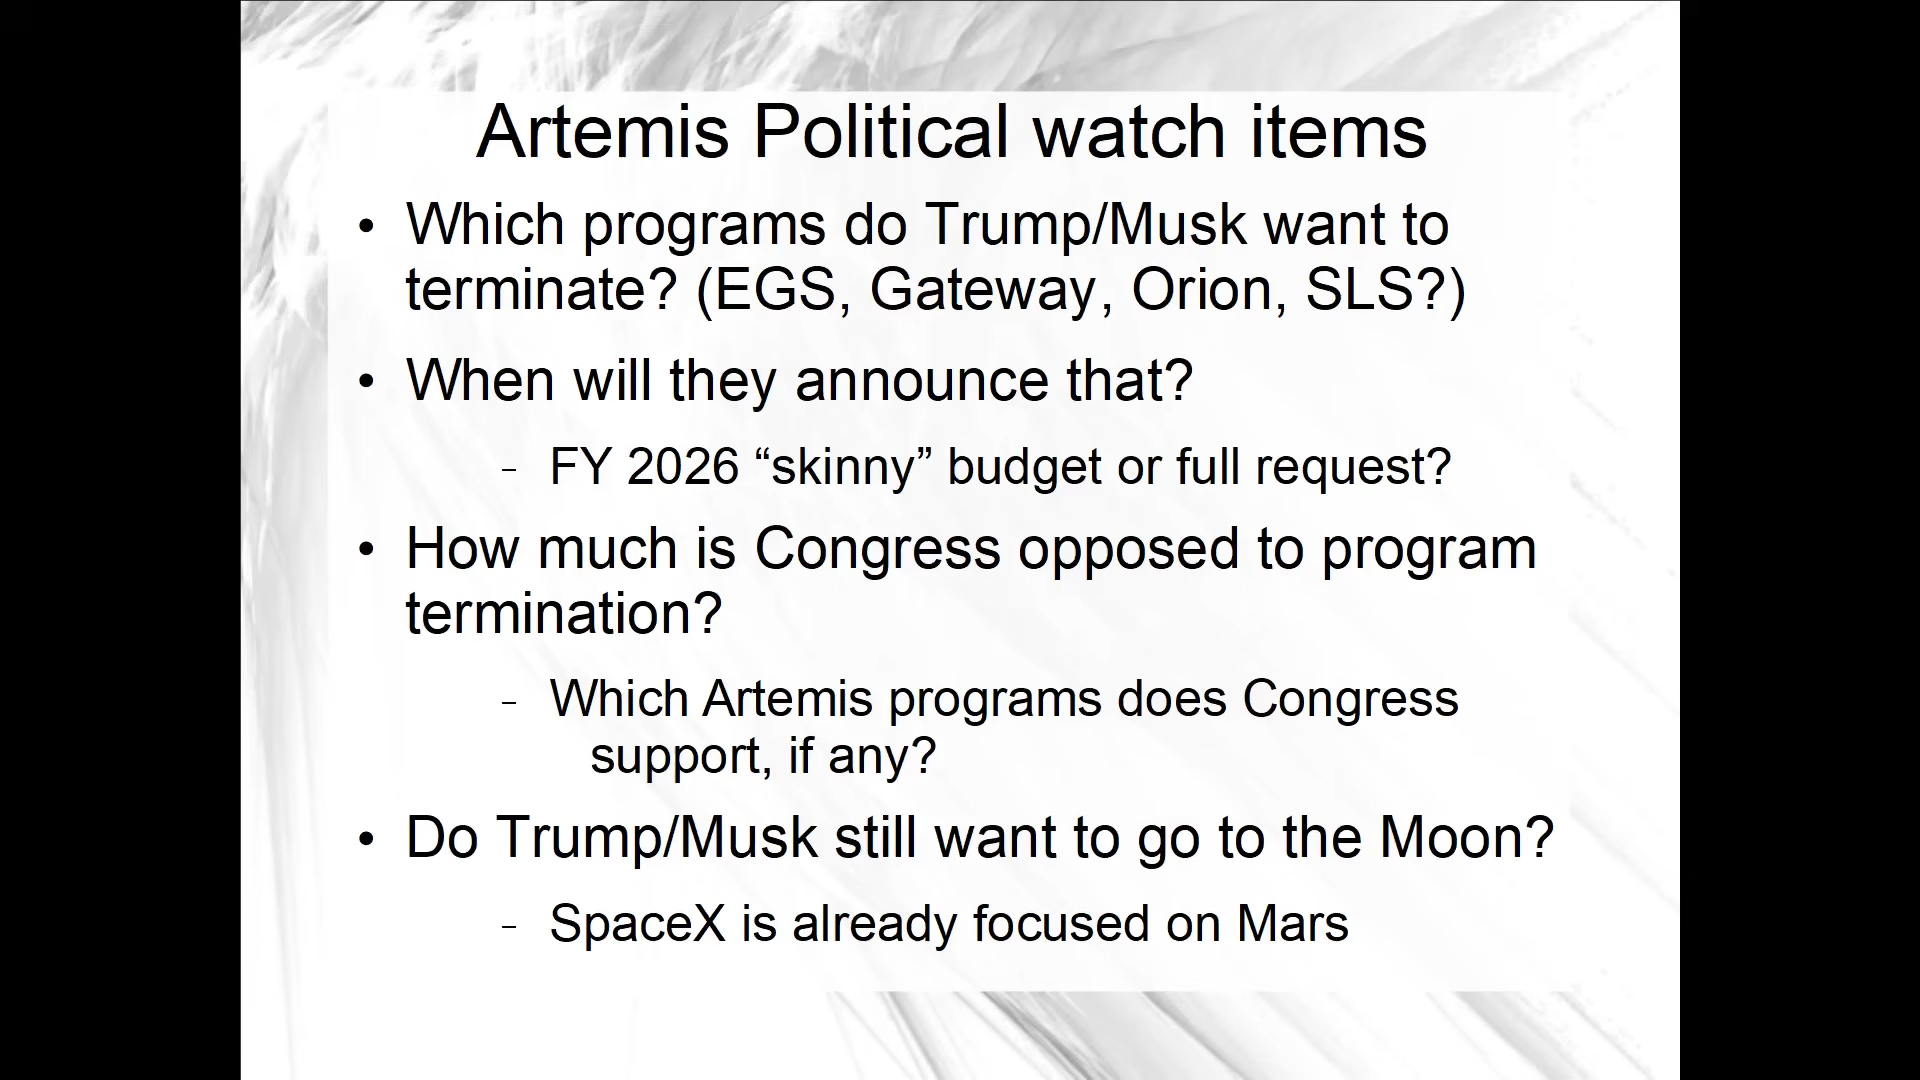 Artemis Political watch items
• Which programs do Trump/Musk want to
terminate? (EGS, Gateway, Orion, SLS?)
• When will they announce that?
– FY 2026 “skinny” budget or full request?
• How much is Congress opposed to program
termination?
– Which Artemis programs does Congress
support, if any?
• Do Trump/Musk still want to go to the Moon?
– SpaceX is already focused on Mars